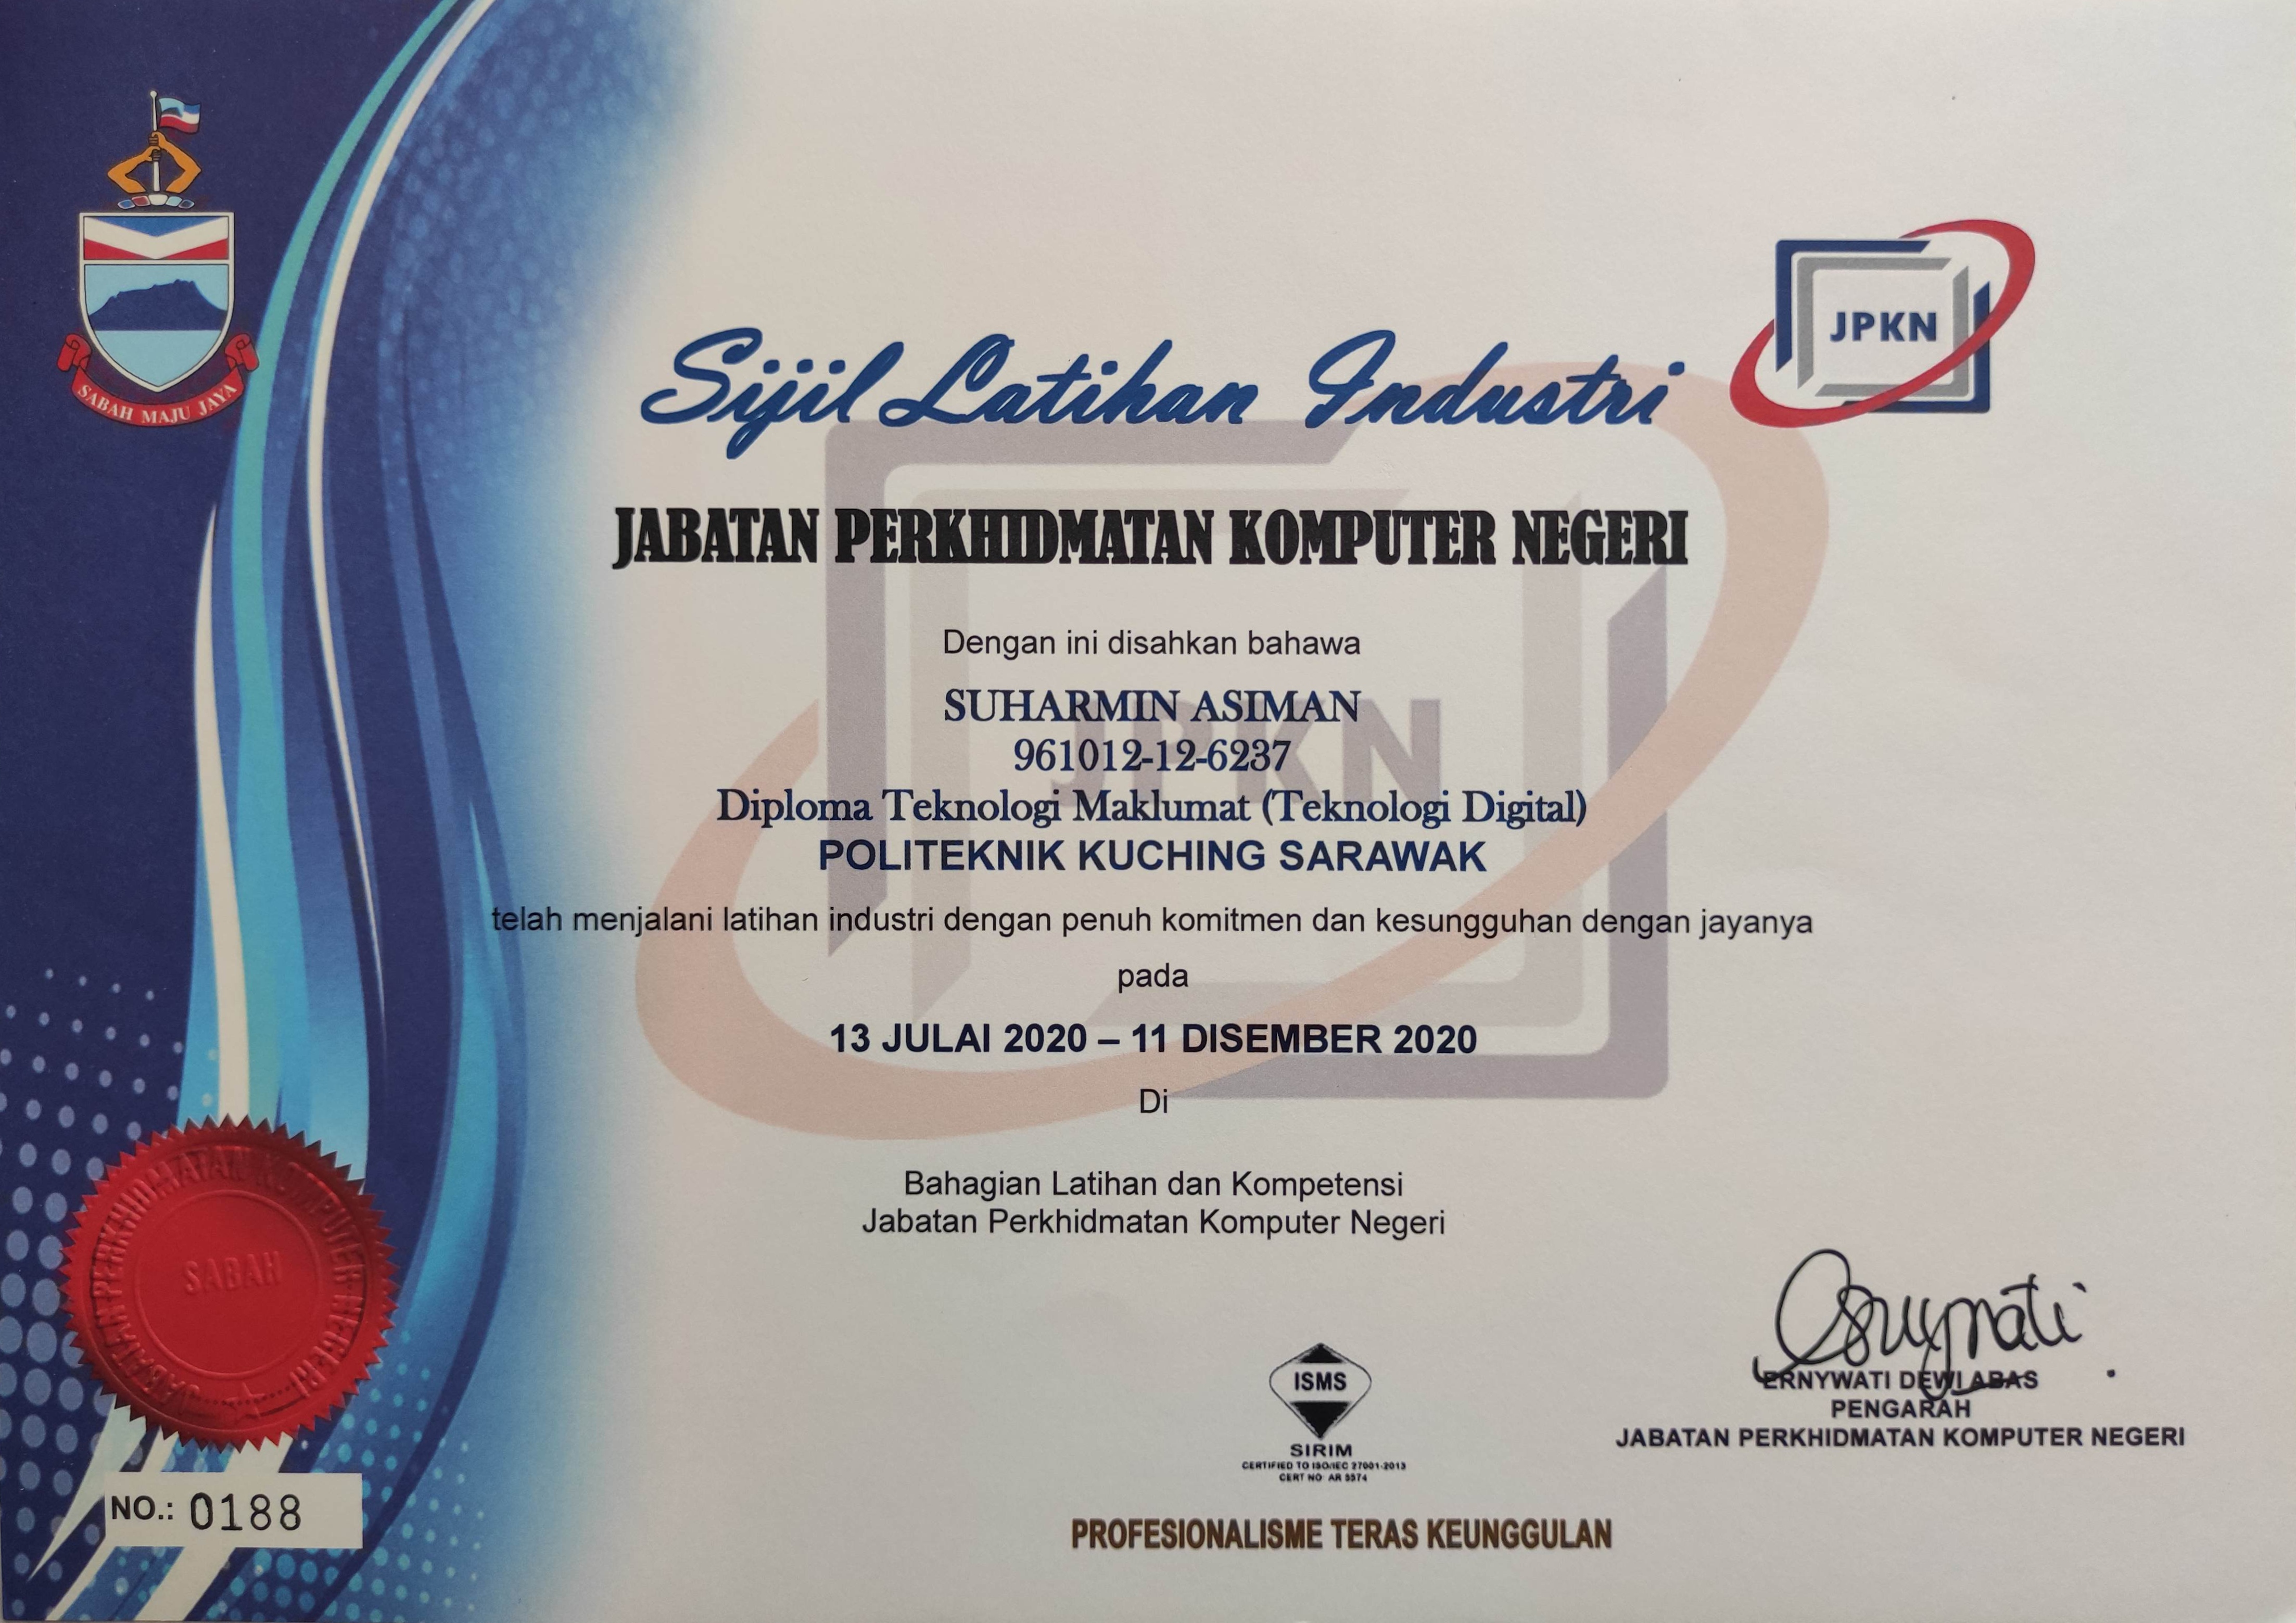 SABAH MAJU JAYA
JPKN
Sijil Latihan Industri
JABATAN PERKHIDMATAN KOMPUTER NEGERI
JPKN
Dengan ini disahkan bahawa
SUHARMIN ASIMAN
961012-12-6237
Diploma Teknologi Maklumat (Teknologi Digital)
POLITEKNIK KUCHING SARAWAK
telah menjalani latihan industri dengan penuh komitmen dan kesungguhan dengan jayanya
pada
13 JULAI 2020 – 11 DISEMBER 2020
Di
Bahagian Latihan dan Kompetensi
Jabatan Perkhidmatan Komputer Negeri
JABATAN PERKHIDMATAN KOMPUTER NEGERI
SABAH
NO.: 0188
ISMS
SIRIM
CERTIFIED TO ISO/IEC 27001:2013
CERT NO AR 5574
ERNYWATI DEWI ABAS
PENGARAH
JABATAN PERKHIDMATAN KOMPUTER NEGERI
PROFESIONALISME TERAS KEUNGGULAN